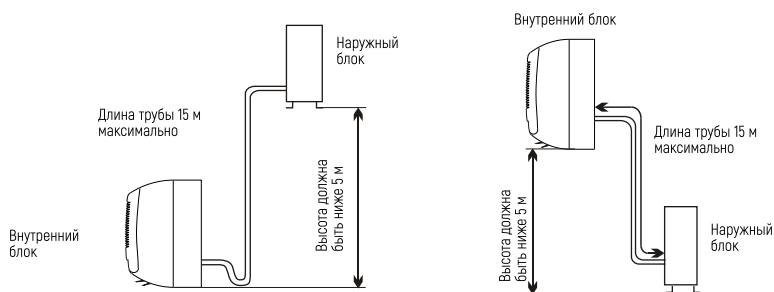 Наружный
блок
Длина трубы 15 м
максимально
Высота должна
быть ниже 5 м
Внутренний
блок
Внутренний блок
Длина трубы 15 м
максимально
Высота должна
быть ниже 5 м
Наружный
блок